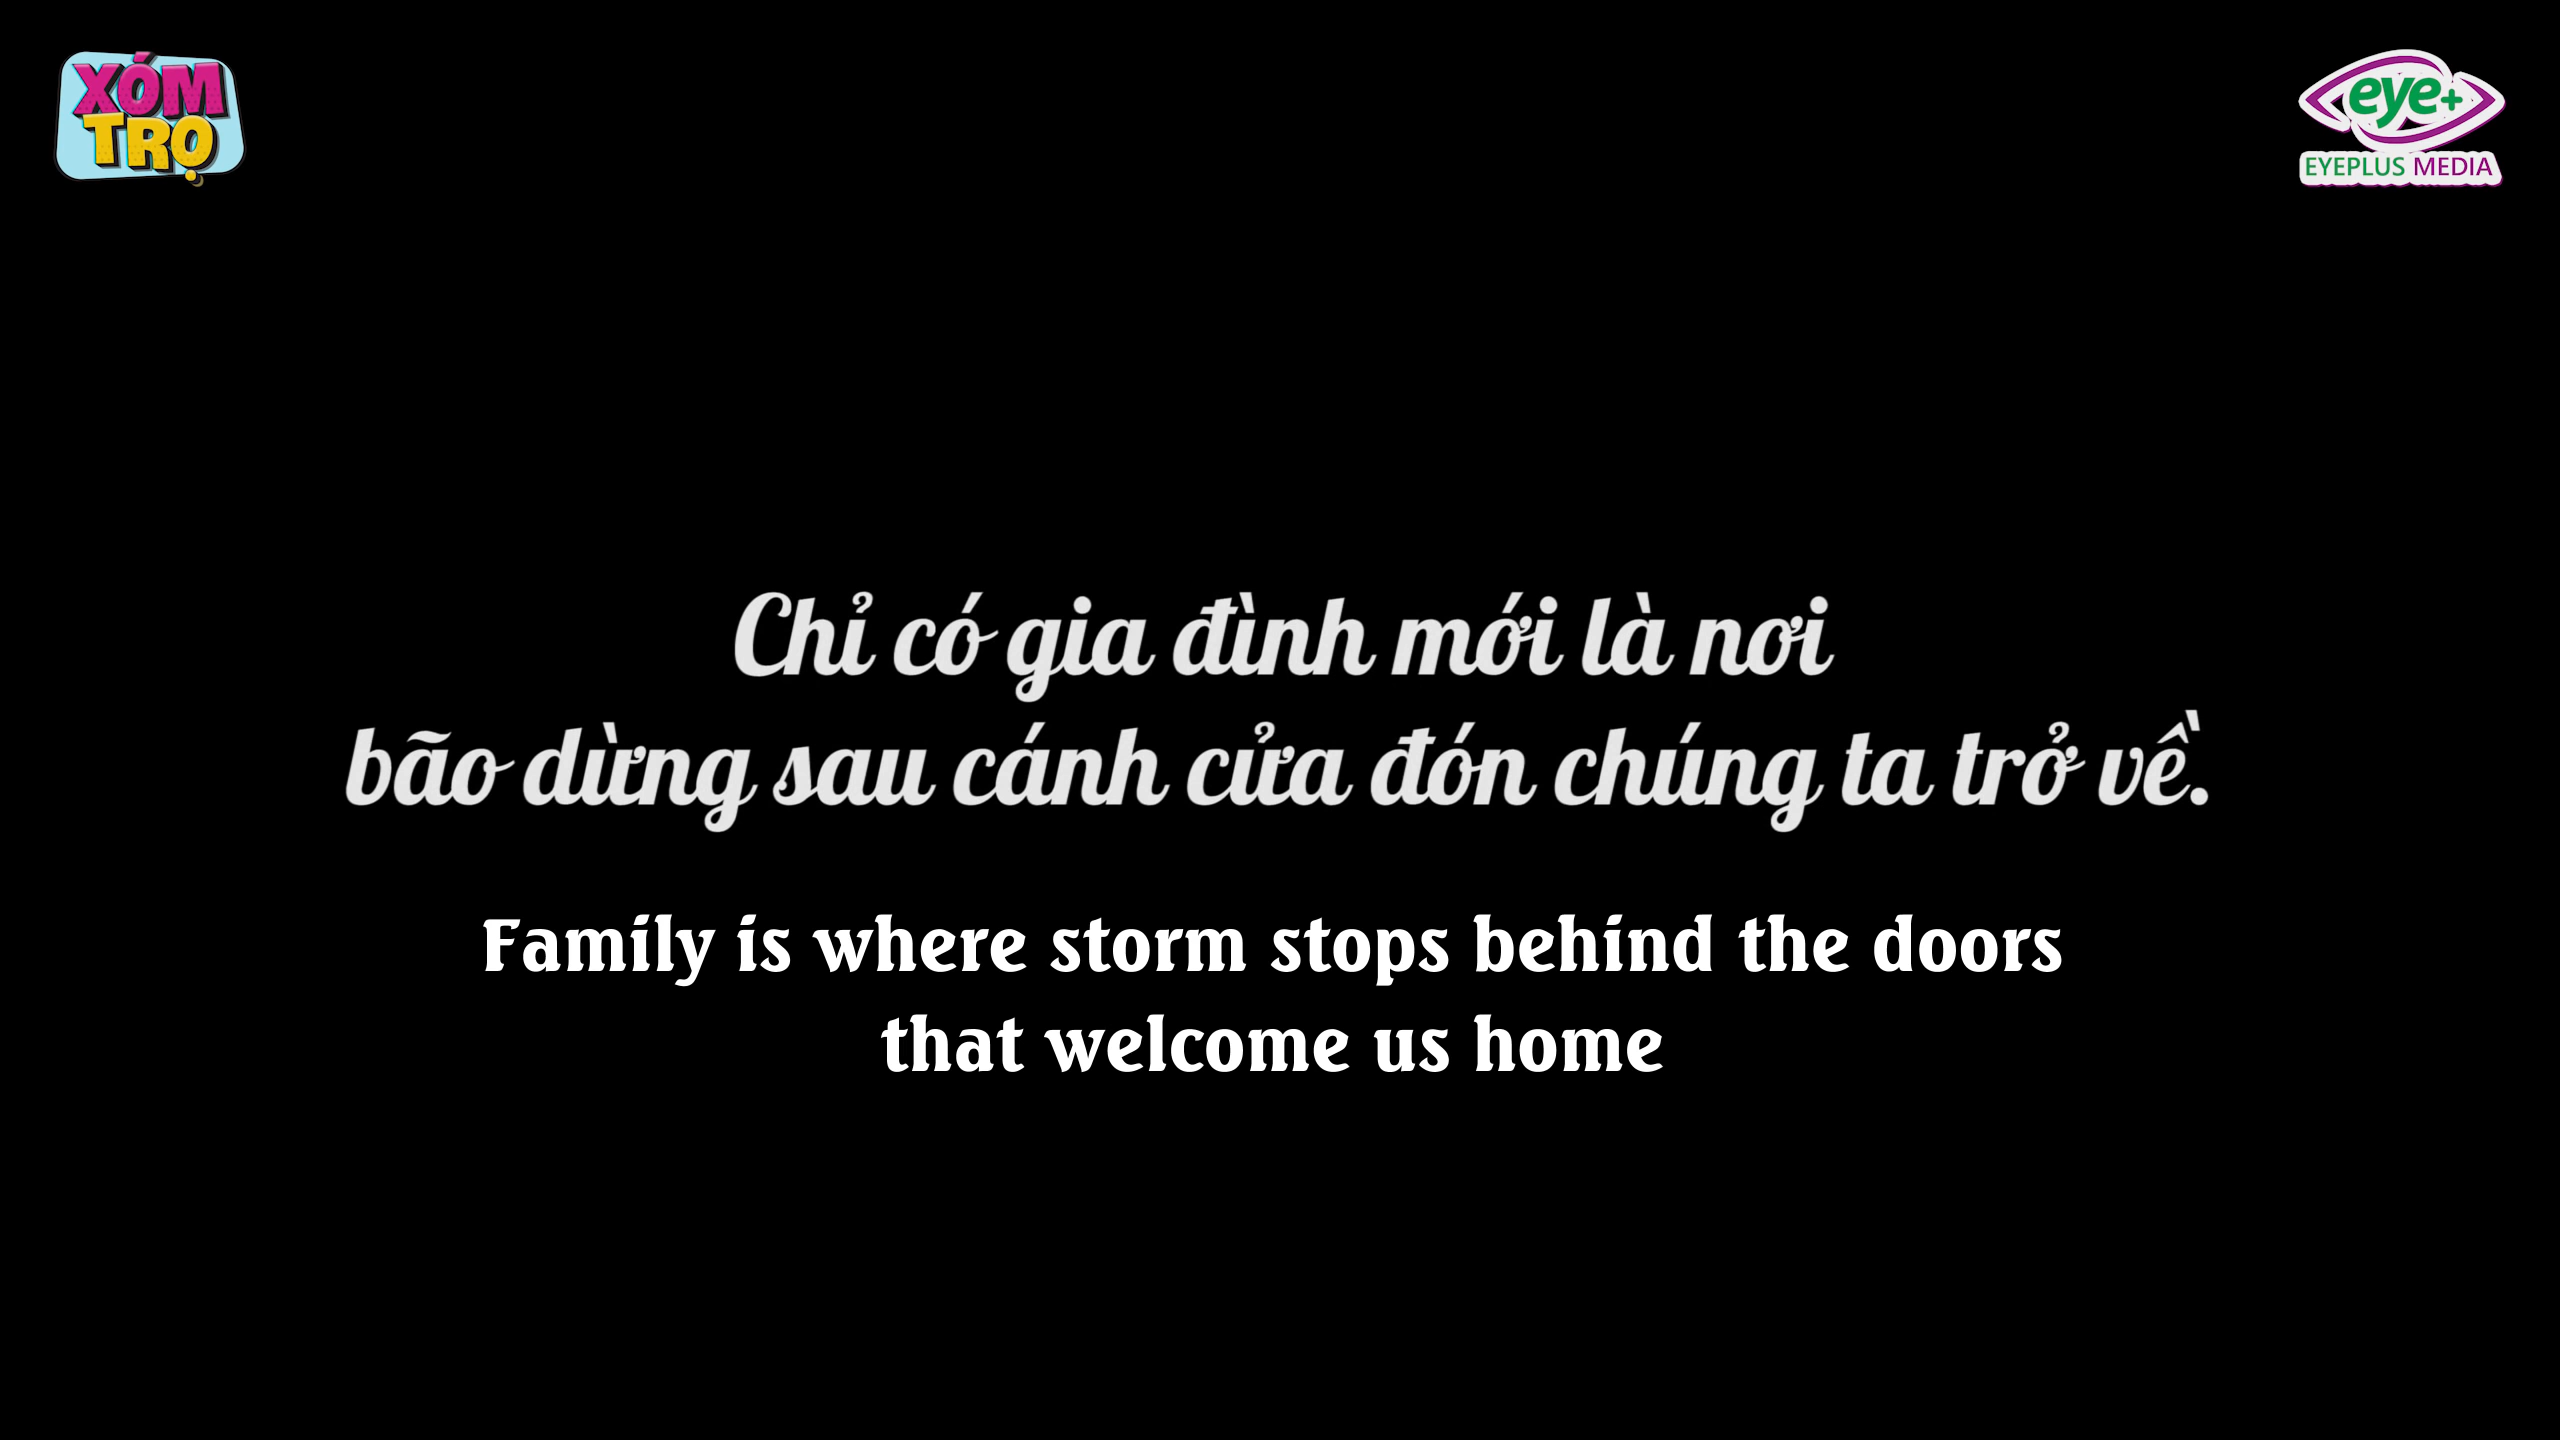 XÓM
TRỌ
eye+
EYEPLUS MEDIA
Chỉ có gia đình mới là nơi
bão dừng sau cánh cửa đón chúng ta trở về.
Family is where storm stops behind the doors
that welcome us home